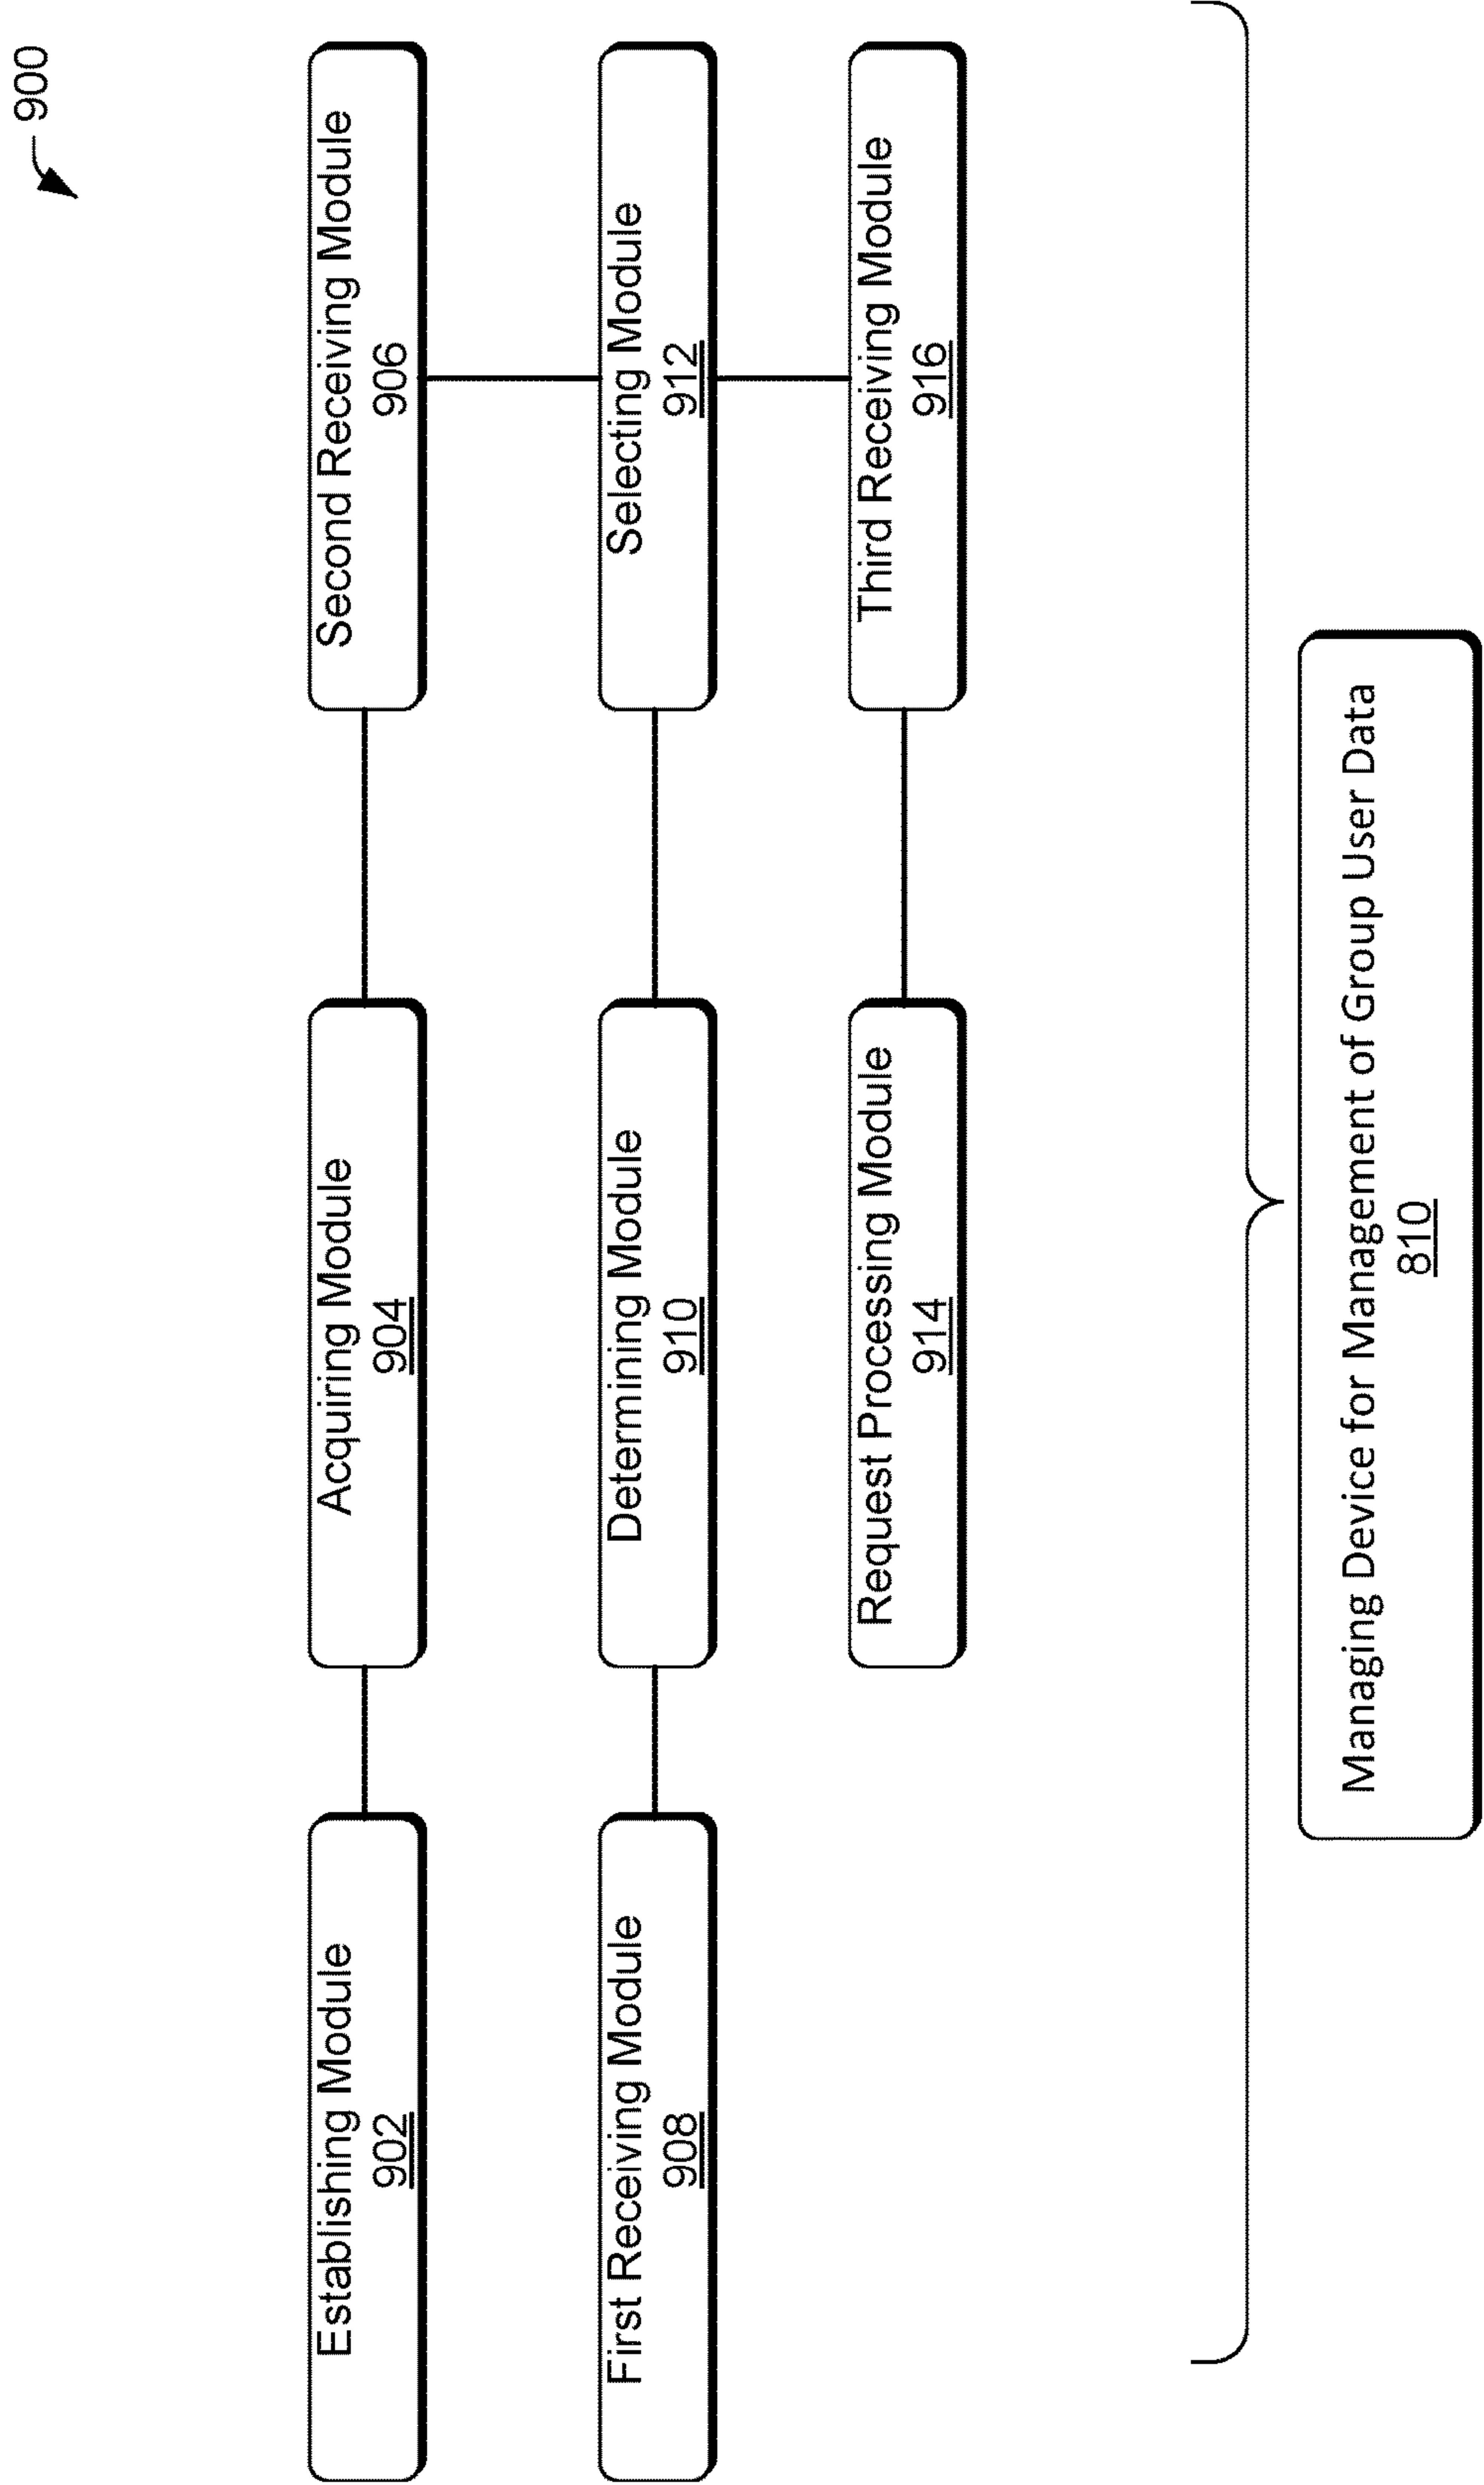 900
Establishing Module
902
Acquiring Module
904
Second Receiving Module
906
First Receiving Module
908
Determining Module
910
Selecting Module
912
Request Processing Module
914
Third Receiving Module
916
Managing Device for Management of Group User Data
810